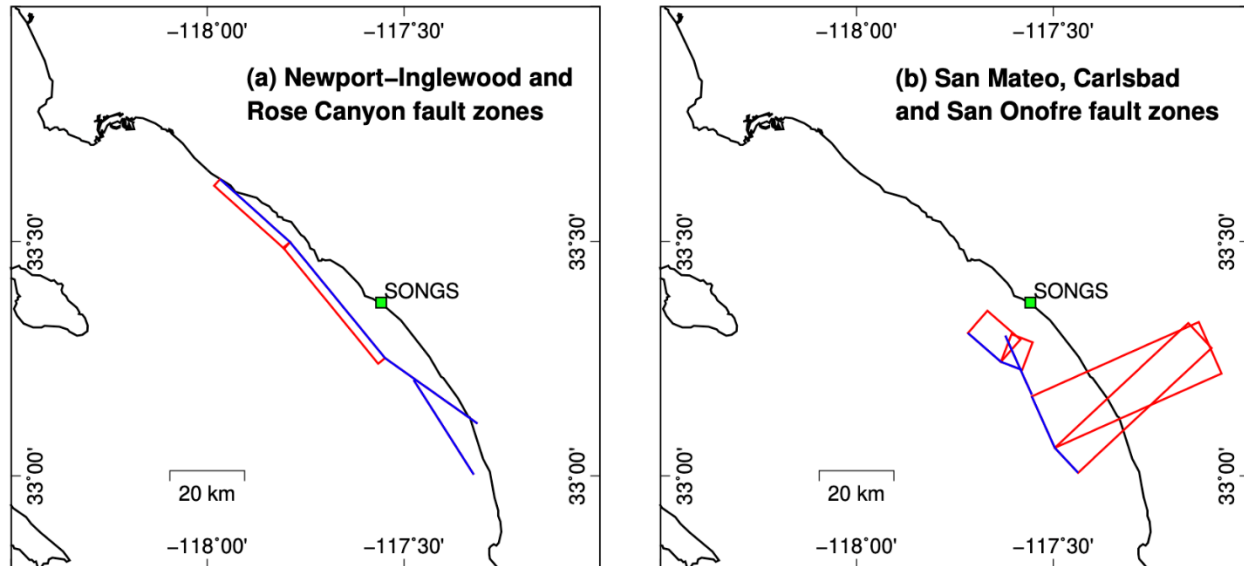 −118°00'
−117°30'
(a) Newport−Inglewood and
Rose Canyon fault zones
33°30'
33°30'
SONGS
33°00'
33°00'
20 km
−118°00'
−117°30'
−118°00'
−117°30'
(b) San Mateo, Carlsbad
and San Onofre fault zones
33°30'
33°30'
SONGS
33°00'
33°00'
20 km
−118°00'
−117°30'